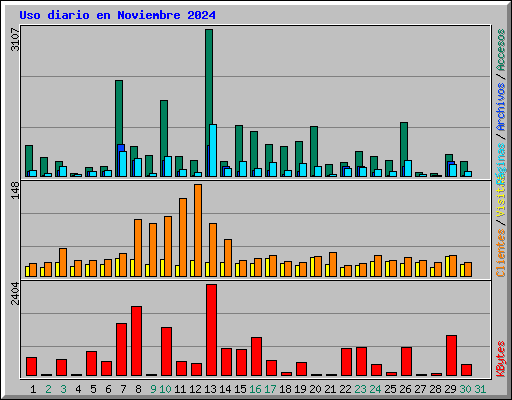 Uso diario en Noviembre 2024
3107
148
2404
Accesos / Archivos / Páginas
Visitas / Clientes
KBytes
1 2 3 4 5 6 7 8 9 10 11 12 13 14 15 16 17 18 19 20 21 22 23 24 25 26 27 28 29 30 31